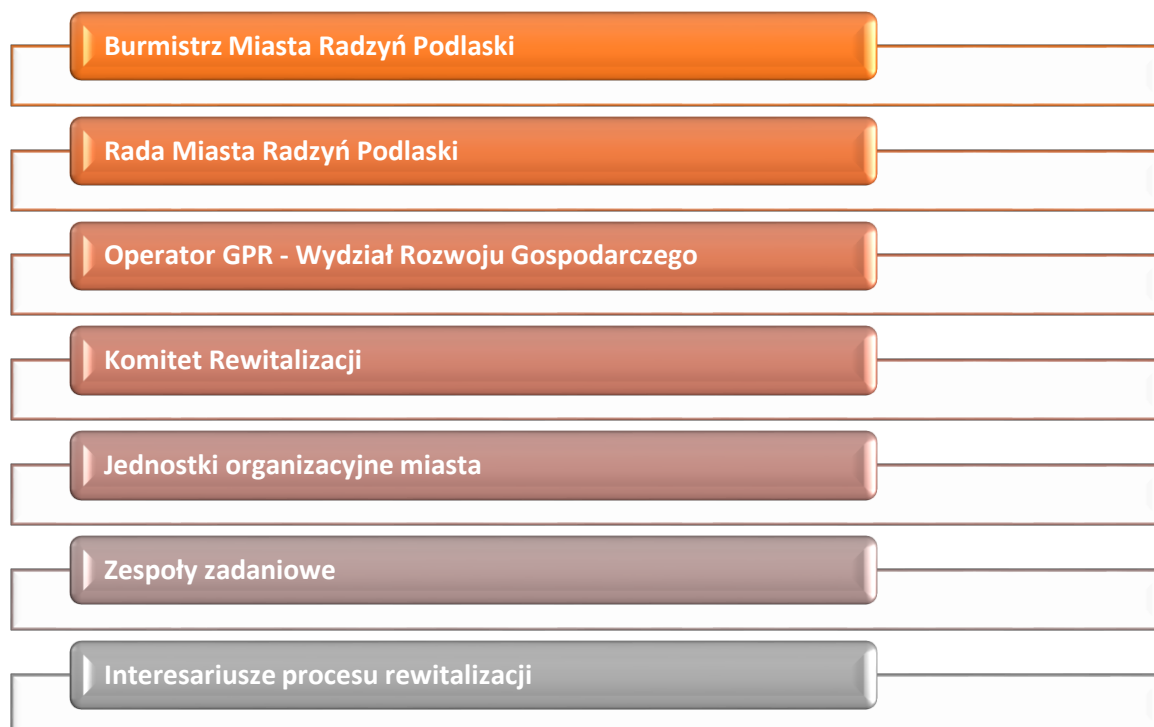 Burmistrz Miasta Radzyń Podlaski
Rada Miasta Radzyń Podlaski
Operator GPR - Wydział Rozwoju Gospodarczego
Komitet Rewitalizacji
Jednostki organizacyjne miasta
Zespoły zadaniowe
Interesariusze procesu rewitalizacji